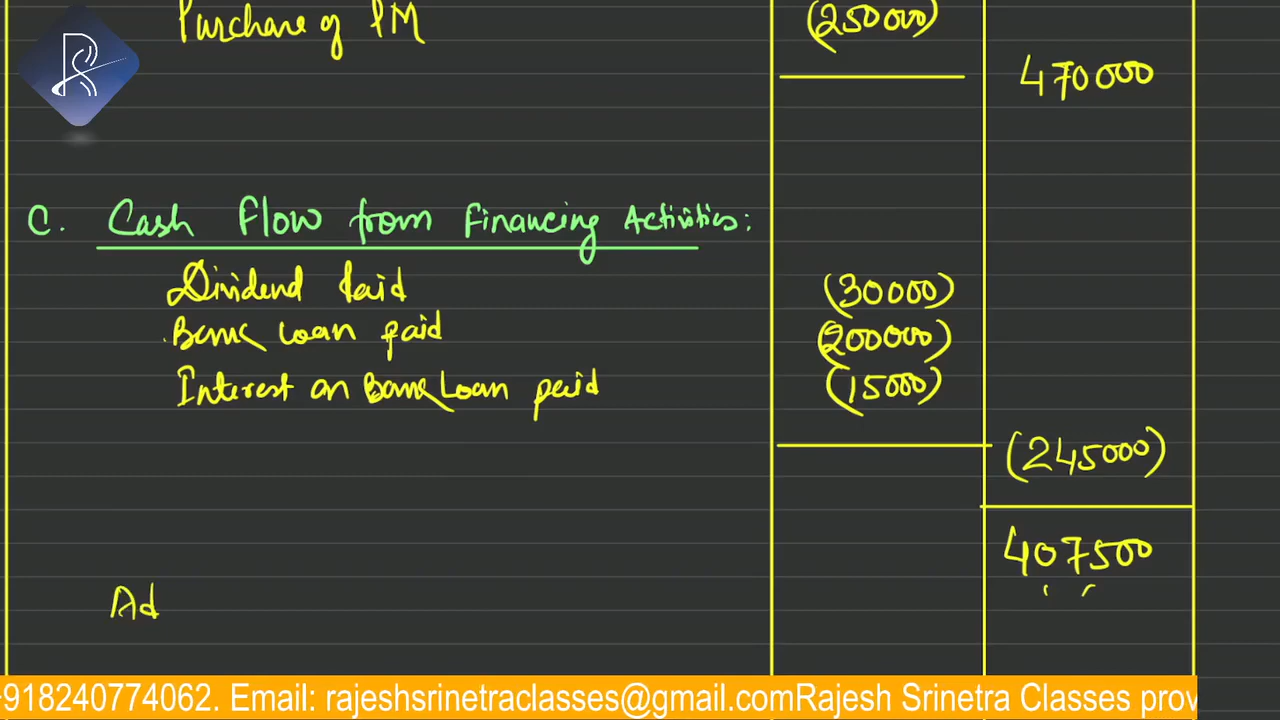 Purchase of PM (250000)
470000
C. Cash Flow from Financing Activities:
Dividend paid (30000)
Bank Loan paid (200000)
Interest on Bank Loan paid (15000)
(245000)
407500
Ad
+918240774062. Email: rajeshsrinetraclasses@gmail.comRajesh Srinetra Classes prov